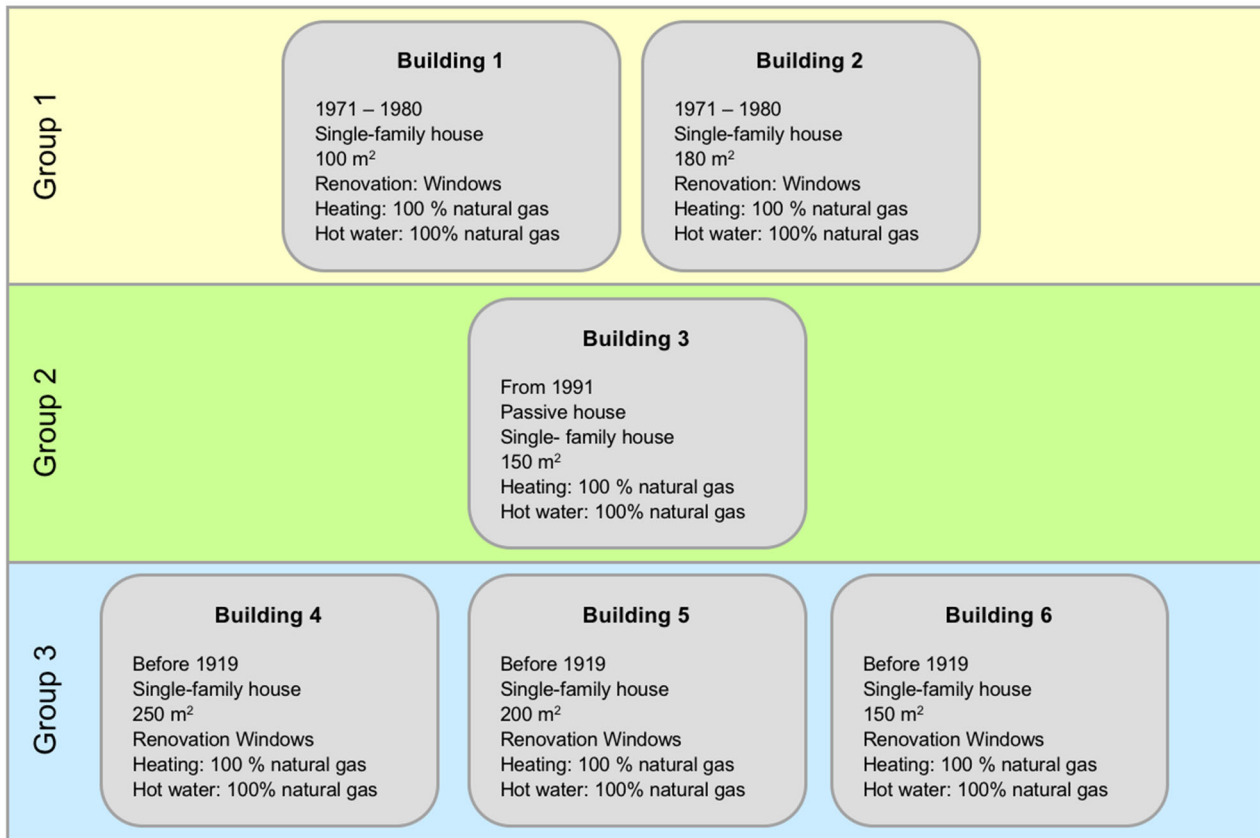 Group 1
Building 1
1971 – 1980
Single-family house
100 m²
Renovation: Windows
Heating: 100 % natural gas
Hot water: 100% natural gas
Building 2
1971 – 1980
Single-family house
180 m²
Renovation: Windows
Heating: 100 % natural gas
Hot water: 100% natural gas
Group 2
Building 3
From 1991
Passive house
Single- family house
150 m²
Heating: 100 % natural gas
Hot water: 100% natural gas
Group 3
Building 4
Before 1919
Single-family house
250 m²
Renovation Windows
Heating: 100 % natural gas
Hot water: 100% natural gas
Building 5
Before 1919
Single-family house
200 m²
Renovation Windows
Heating: 100 % natural gas
Hot water: 100% natural gas
Building 6
Before 1919
Single-family house
150 m²
Renovation Windows
Heating: 100 % natural gas
Hot water: 100% natural gas